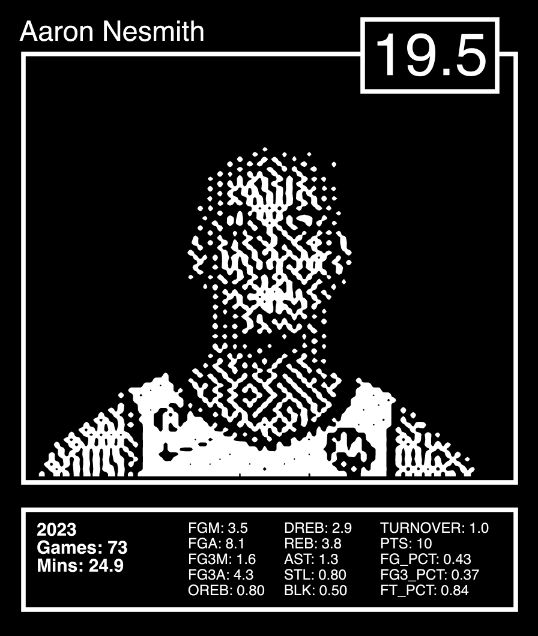 Aaron Nesmith
19.5
2023
Games: 73
Mins: 24.9
FGM: 3.5
FGA: 8.1
FG3M: 1.6
FG3A: 4.3
OREB: 0.80
DREB: 2.9
REB: 3.8
AST: 1.3
STL: 0.80
BLK: 0.50
TURNOVER: 1.0
PTS: 10
FG_PCT: 0.43
FG3_PCT: 0.37
FT_PCT: 0.84